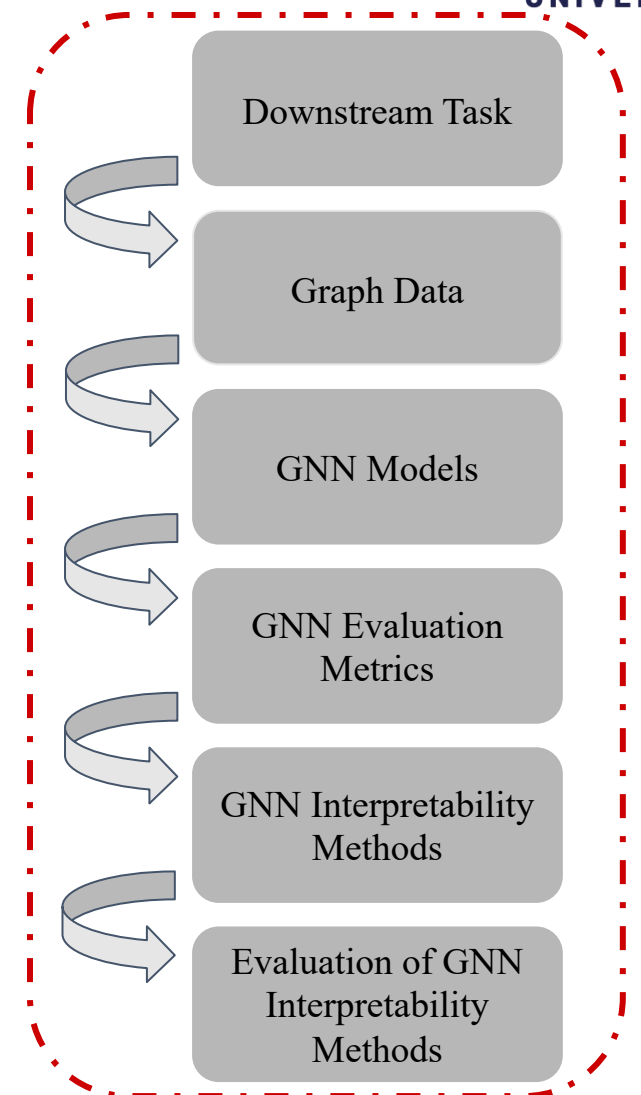 Downstream Task
Graph Data
GNN Models
GNN Evaluation
Metrics
GNN Interpretability
Methods
Evaluation of GNN
Interpretability
Methods